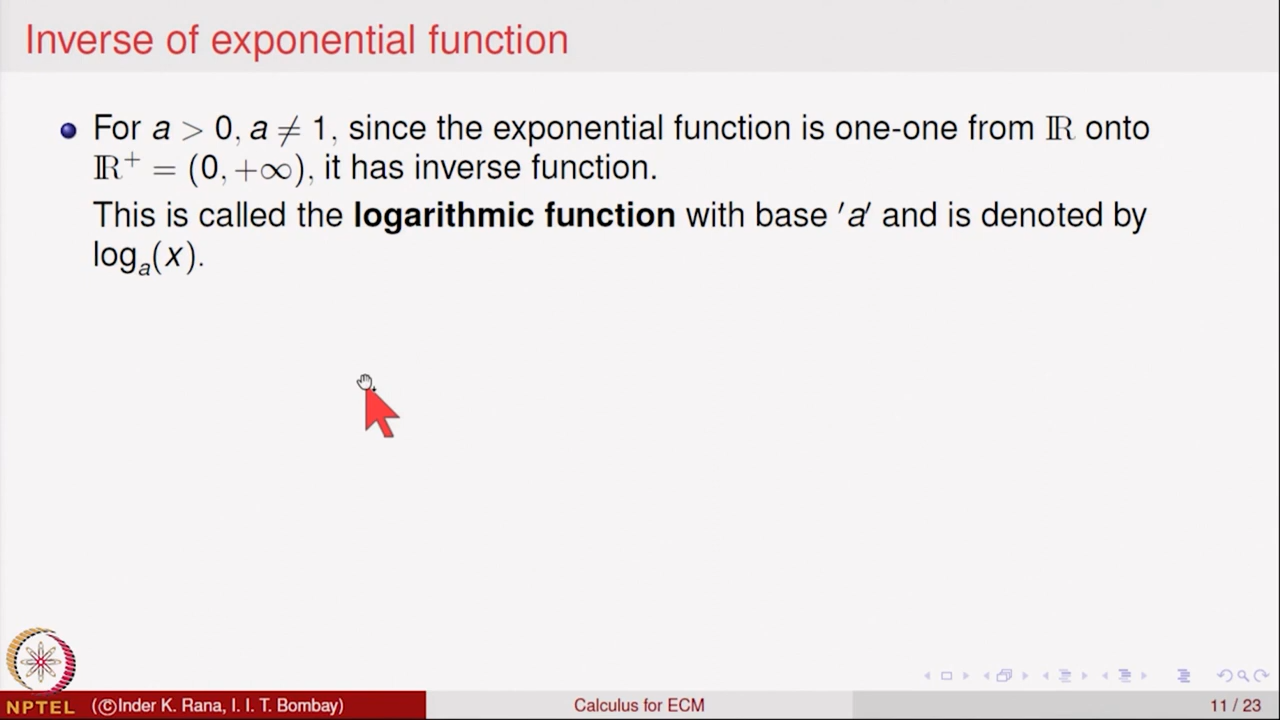 Inverse of exponential function
For a > 0, a ≠ 1, since the exponential function is one-one from ℝ onto
ℝ⁺ = (0, +∞), it has inverse function.
This is called the logarithmic function with base ′a′ and is denoted by
logₐ(x).
NPTEL (©Inder K. Rana, I. I. T. Bombay) Calculus for ECM 11 / 23